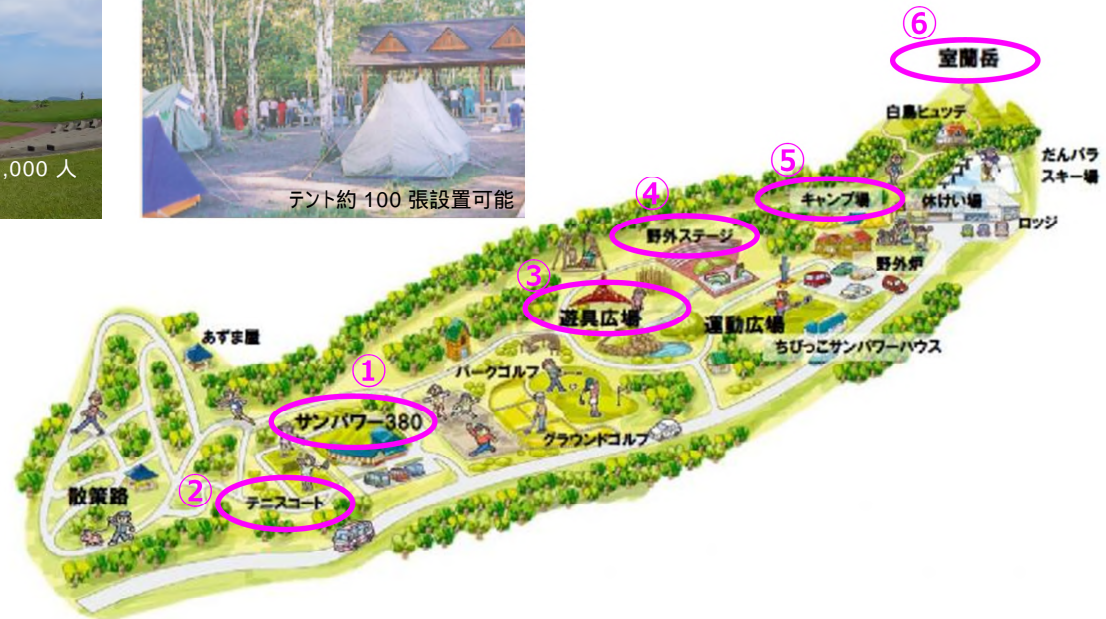 ,000 人
テント約 100 張設置可能
⑥
室蘭岳
白鳥ヒュッテ
だんパラ
スキー場
⑤
キャンプ場
休けい場
ロッジ
④
野外ステージ
野外炉
③
遊具広場
運動広場
ちびっこサンパワーハウス
あずま屋
①
パークゴルフ
サンパワー380
グラウンドゴルフ
②
テニスコート
散策路